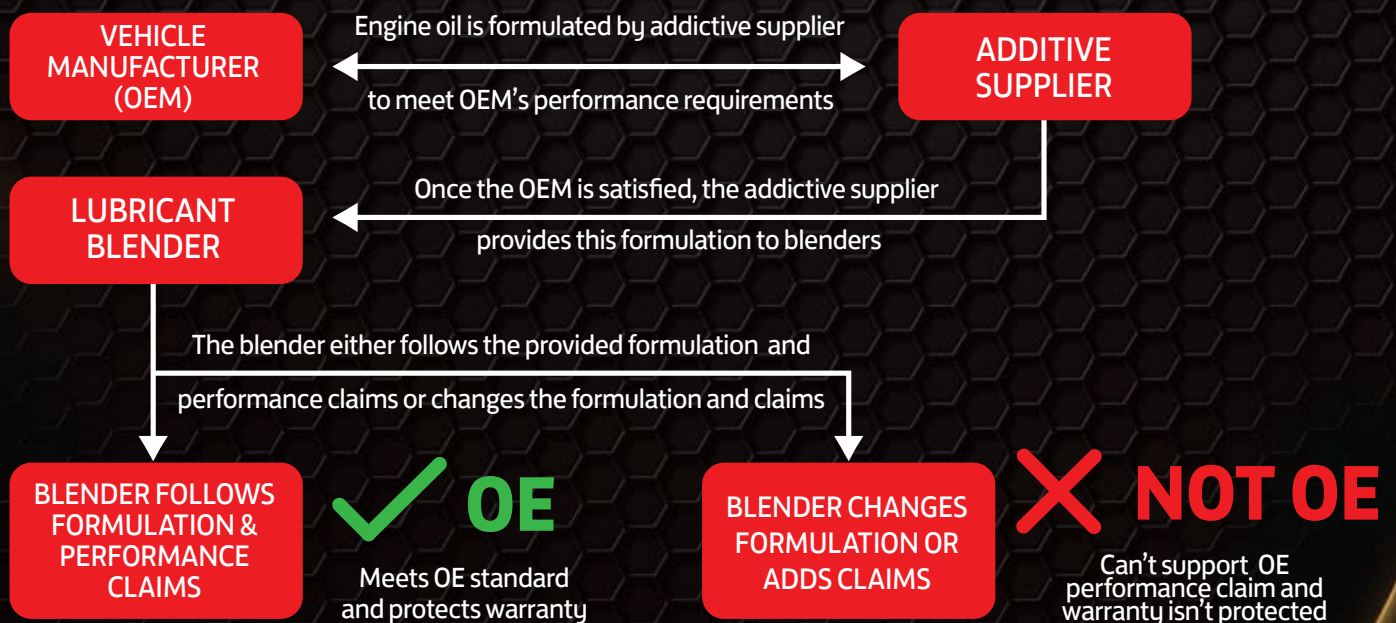 VEHICLE
MANUFACTURER
(OEM)
Engine oil is formulated by addictive supplier
to meet OEM's performance requirements
ADDITIVE
SUPPLIER
LUBRICANT
BLENDER
Once the OEM is satisfied, the addictive supplier
provides this formulation to blenders
The blender either follows the provided formulation and
performance claims or changes the formulation and claims
BLENDER FOLLOWS
FORMULATION &
PERFORMANCE
CLAIMS
OE
Meets OE standard
and protects warranty
BLENDER CHANGES
FORMULATION OR
ADDS CLAIMS
NOT OE
Can't support OE
performance claim and
warranty isn't protected